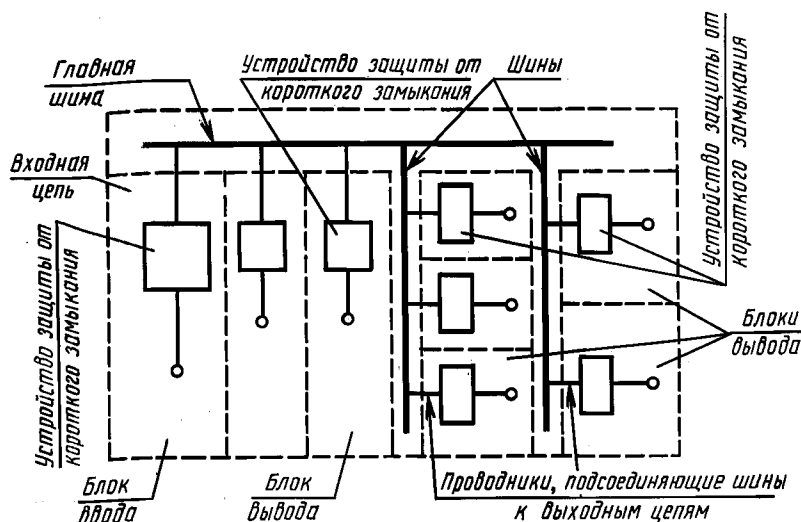 Главная
шина
Устройство защиты от
короткого замыкания
Шины
Устройство защиты от
короткого замыкания
Входная
цепь
Устройство защиты от
короткого замыкания
Блоки
вывода
Блок
ввода
Блок
вывода
Проводники, подсоединяющие шины
к выходным цепям